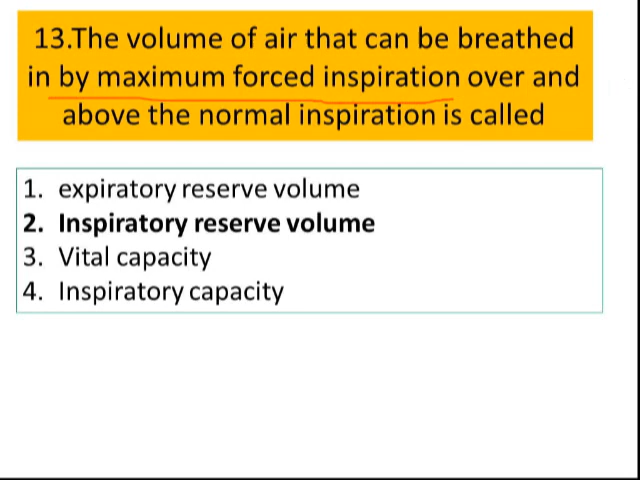 13.The volume of air that can be breathed
in by maximum forced inspiration over and
above the normal inspiration is called
1. expiratory reserve volume
2. Inspiratory reserve volume
3. Vital capacity
4. Inspiratory capacity